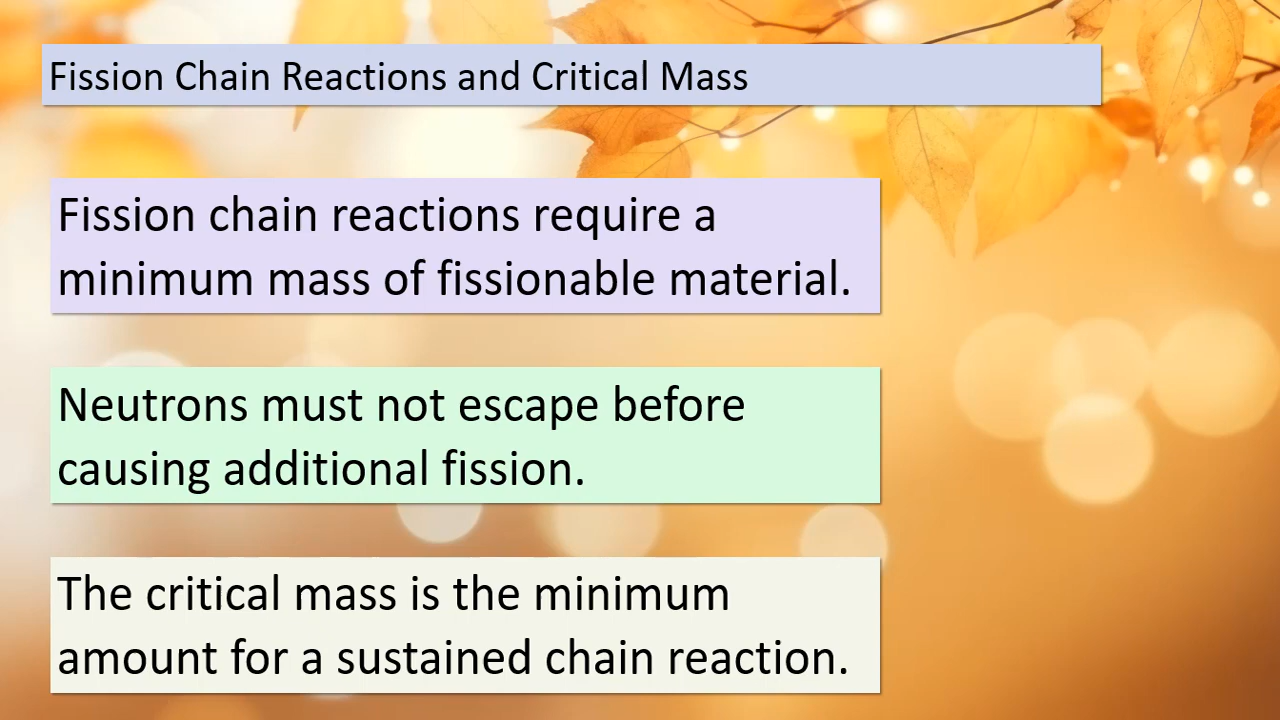 Fission Chain Reactions and Critical Mass
Fission chain reactions require a
minimum mass of fissionable material.
Neutrons must not escape before
causing additional fission.
The critical mass is the minimum
amount for a sustained chain reaction.